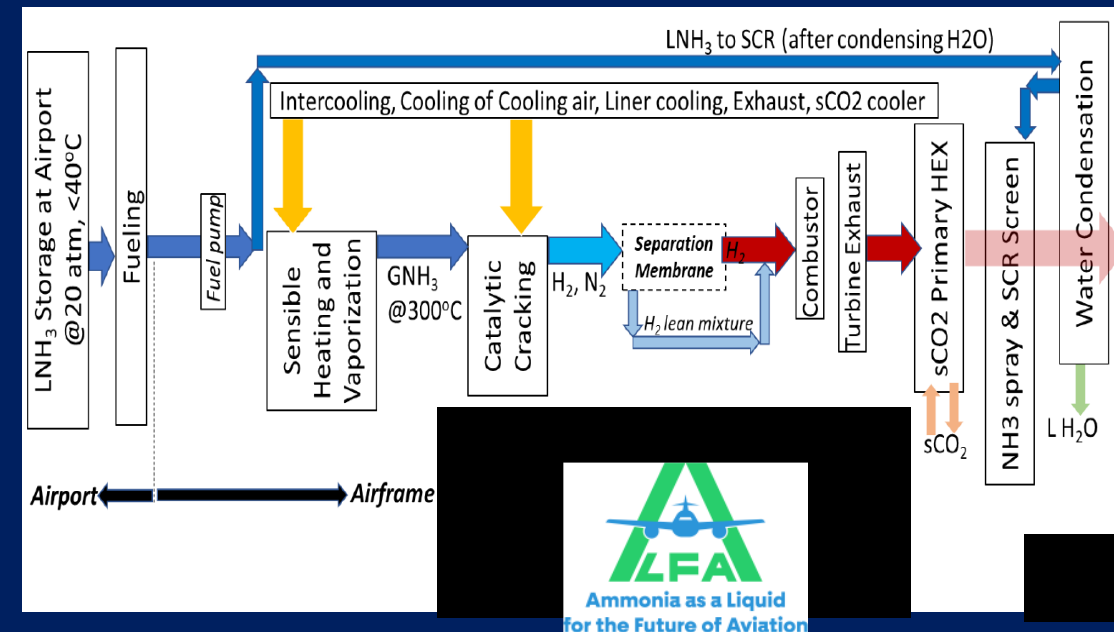 LNH₃ to SCR (after condensing H2O)
Intercooling, Cooling of Cooling air, Liner cooling, Exhaust, sCO2 cooler
LNH₃ Storage at Airport
@20 atm, <40°C
Fueling
Fuel pump
Sensible
Heating and
Vaporization
GNH₃
@300°C
Catalytic
Cracking
H₂, N₂
Separation
Membrane
H₂
H₂ lean mixture
Combustor
Turbine Exhaust
sCO2 Primary HEX
sCO₂
NH3 spray & SCR Screen
Water Condensation
L H₂O
Airport
Airframe
ALFA
Ammonia as a Liquid
for the Future of Aviation